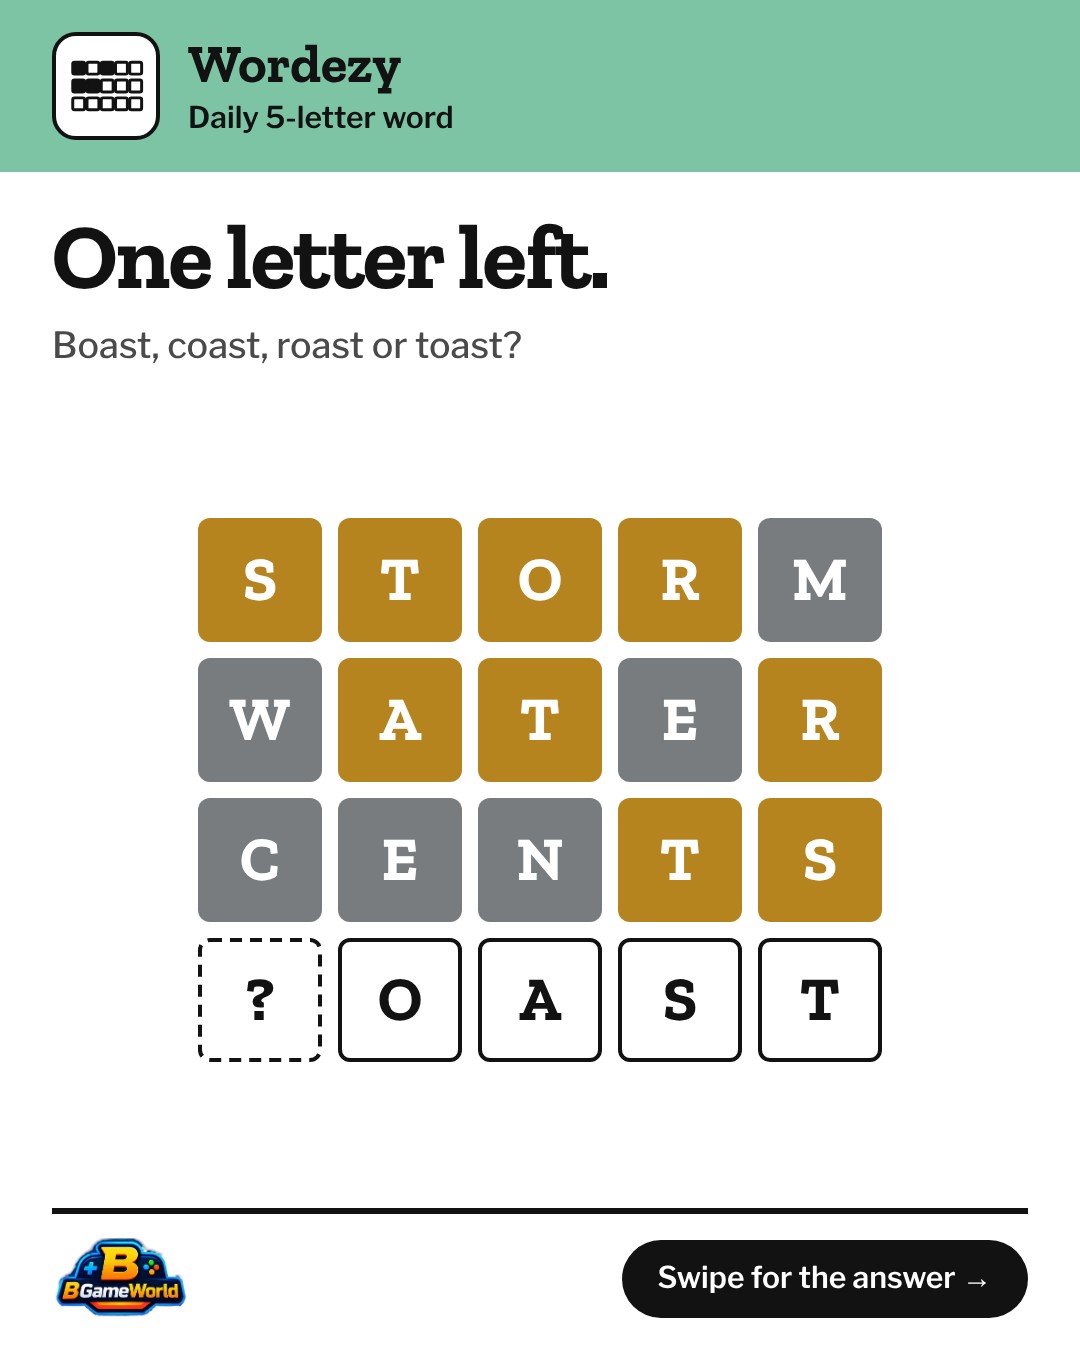 Wordezy
Daily 5-letter word
One letter left.
Boast, coast, roast or toast?
S T O R M
W A T E R
C E N T S
? O A S T
B
BGameWorld
Swipe for the answer →